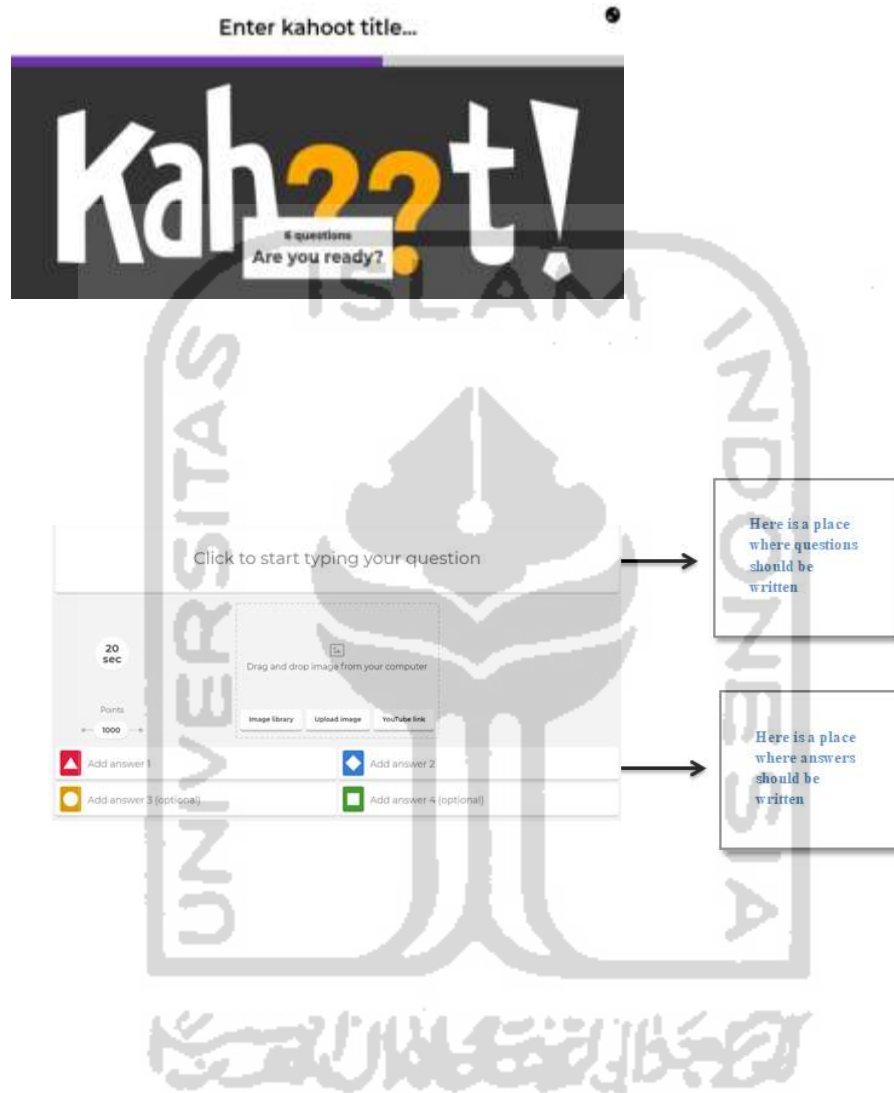 Enter kahoot title...
Kah??t!
6 questions
Are you ready?
ISLAM
UNIVERSITAS
INDONESIA
Click to start typing your question
Here is a place
where questions
should be
written
20
sec
Drag and drop image from your computer
Points
1000
Image library Upload image YouTube link
Add answer 1 Add answer 2
Add answer 3 (optional) Add answer 4 (optional)
Here is a place
where answers
should be
written